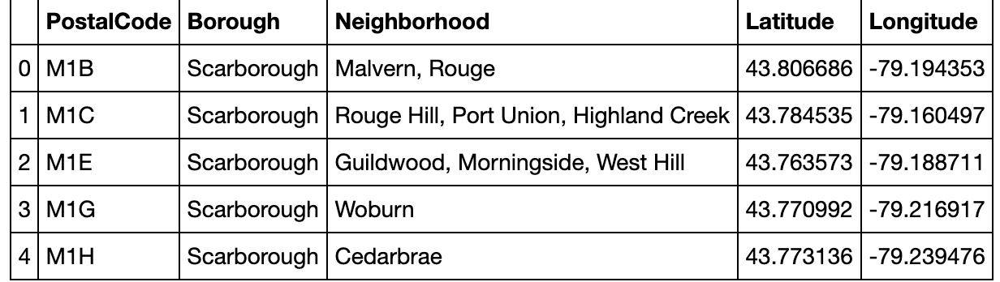 PostalCode Borough Neighborhood Latitude Longitude
0 M1B Scarborough Malvern, Rouge 43.806686 -79.194353
1 M1C Scarborough Rouge Hill, Port Union, Highland Creek 43.784535 -79.160497
2 M1E Scarborough Guildwood, Morningside, West Hill 43.763573 -79.188711
3 M1G Scarborough Woburn 43.770992 -79.216917
4 M1H Scarborough Cedarbrae 43.773136 -79.239476